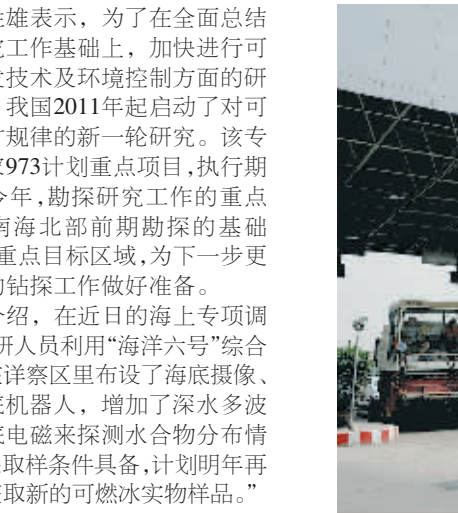 雄表示，为了在全面总结
工作基础上，加快进行可
技术及环境控制方面的研
我国2011年起启动了对可
规律的新一轮研究。该专
973计划重点项目，执行期
今年，勘探研究工作的重点
南海北部前期勘探的基础
重点目标区域，为下一步更
钻探工作做好准备。
绍，在近日的海上专项调
研人员利用“海洋六号”综合
详察区里布设了海底摄像、
机器人，增加了深水多波
电磁来探测水合物分布情
取样条件具备，计划明年再
取新的可燃冰实物样品。”